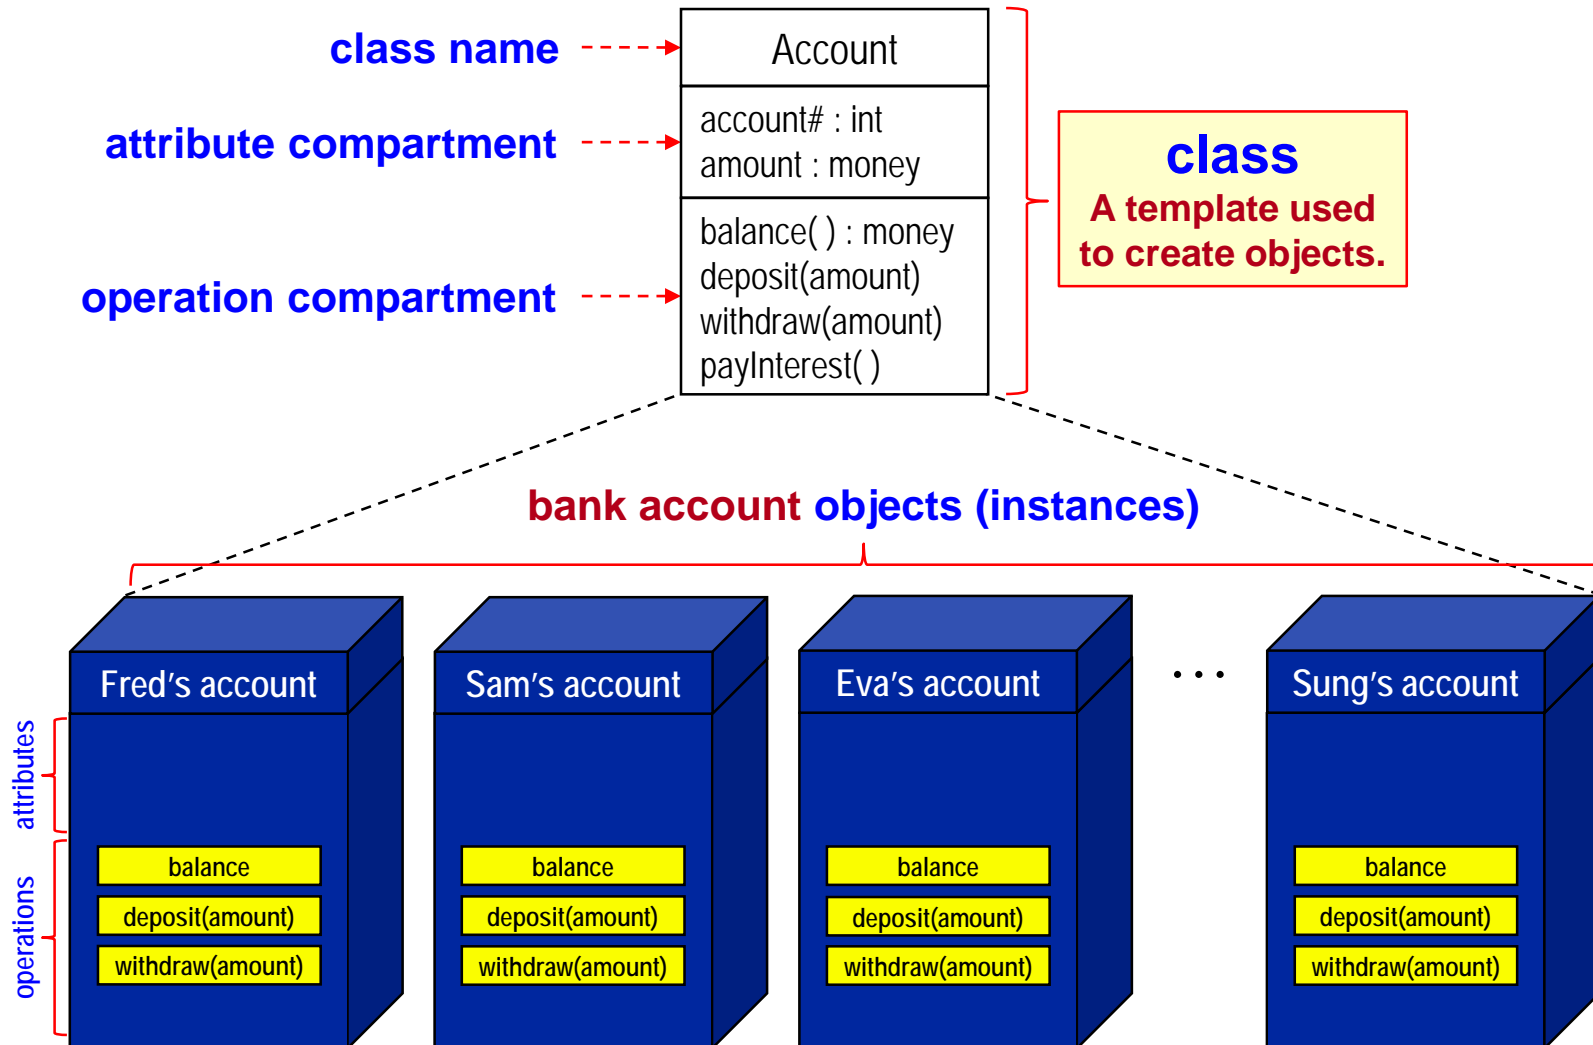 class name
Account
attribute compartment
account# : int
amount : money
class
A template used
to create objects.
operation compartment
balance( ) : money
deposit(amount)
withdraw(amount)
payInterest( )
bank account objects (instances)
Fred's account
Sam's account
Eva's account
...
Sung's account
attributes
operations
balance
deposit(amount)
withdraw(amount)
balance
deposit(amount)
withdraw(amount)
balance
deposit(amount)
withdraw(amount)
balance
deposit(amount)
withdraw(amount)